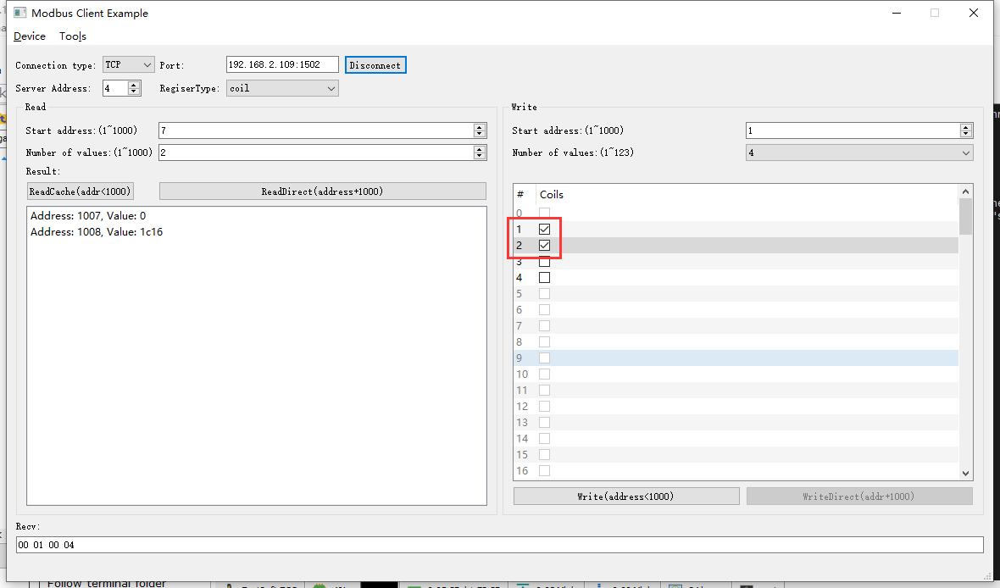 Modbus Client Example
Device Tools
Connection type: TCP Port: 192.168.2.109:1502 Disconnect
Server Address: 4 RegiserType: coil
Read
Start address:(1~1000) 7
Number of values:(1~1000) 2
Result:
ReadCache(addr<1000) ReadDirect(address+1000)
Address: 1007, Value: 0
Address: 1008, Value: 1c16
Write
Start address:(1~1000) 1
Number of values:(1~123) 4
# Coils
0
1
2
3
4
5
6
7
8
9
10
11
12
13
14
15
16
Write(address<1000) WriteDirect(addr+1000)
Recv:
00 01 00 04
Follow terminal folder